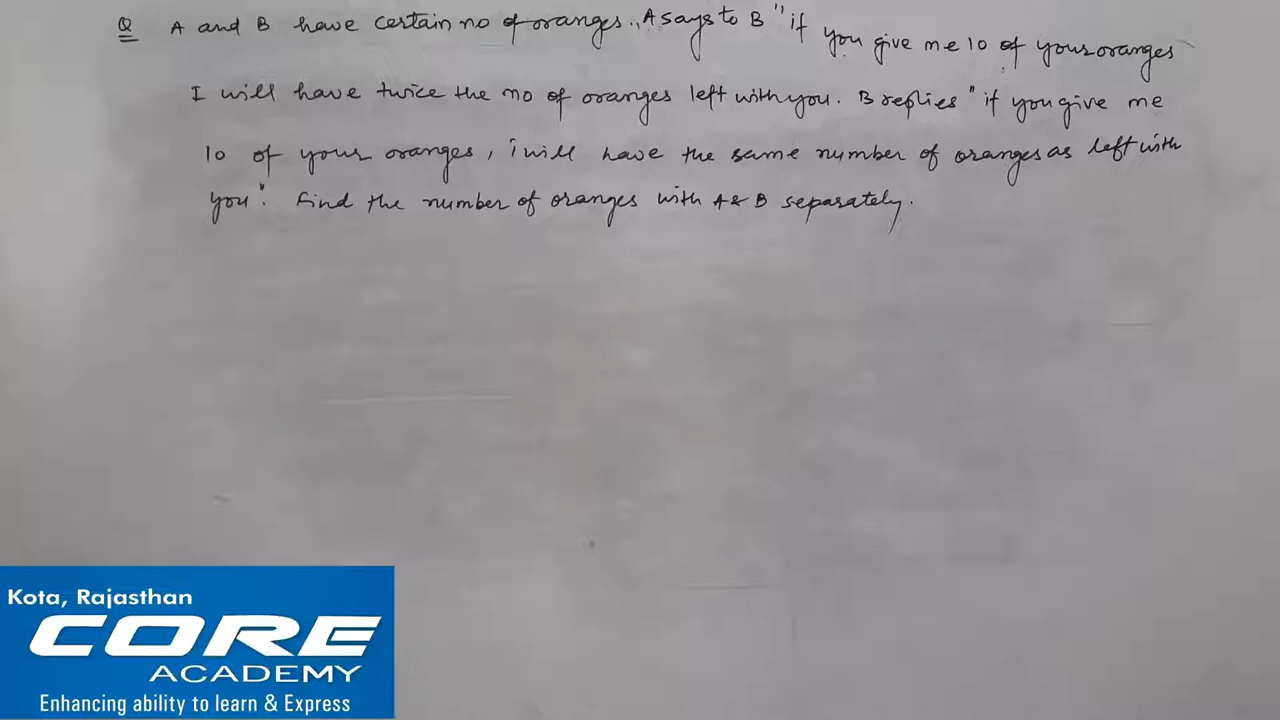 Q A and B have certain no of oranges., A says to B "if you give me 10 of your oranges
I will have twice the no of oranges left with you. B replies "if you give me
10 of your oranges, i will have the same number of oranges as left with
you". Find the number of oranges with A & B separately.
Kota, Rajasthan
CORE
ACADEMY
Enhancing ability to learn & Express